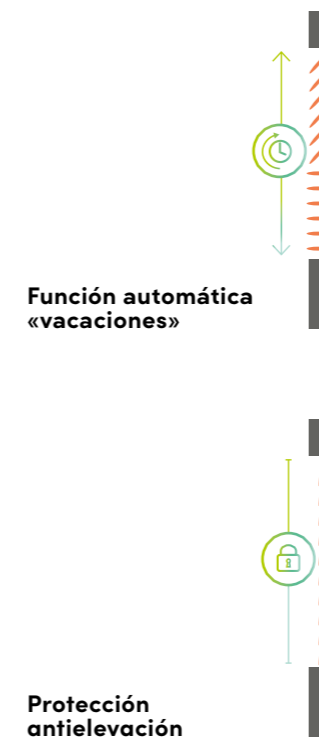 Función automática
«vacaciones»
Protección
antielevación